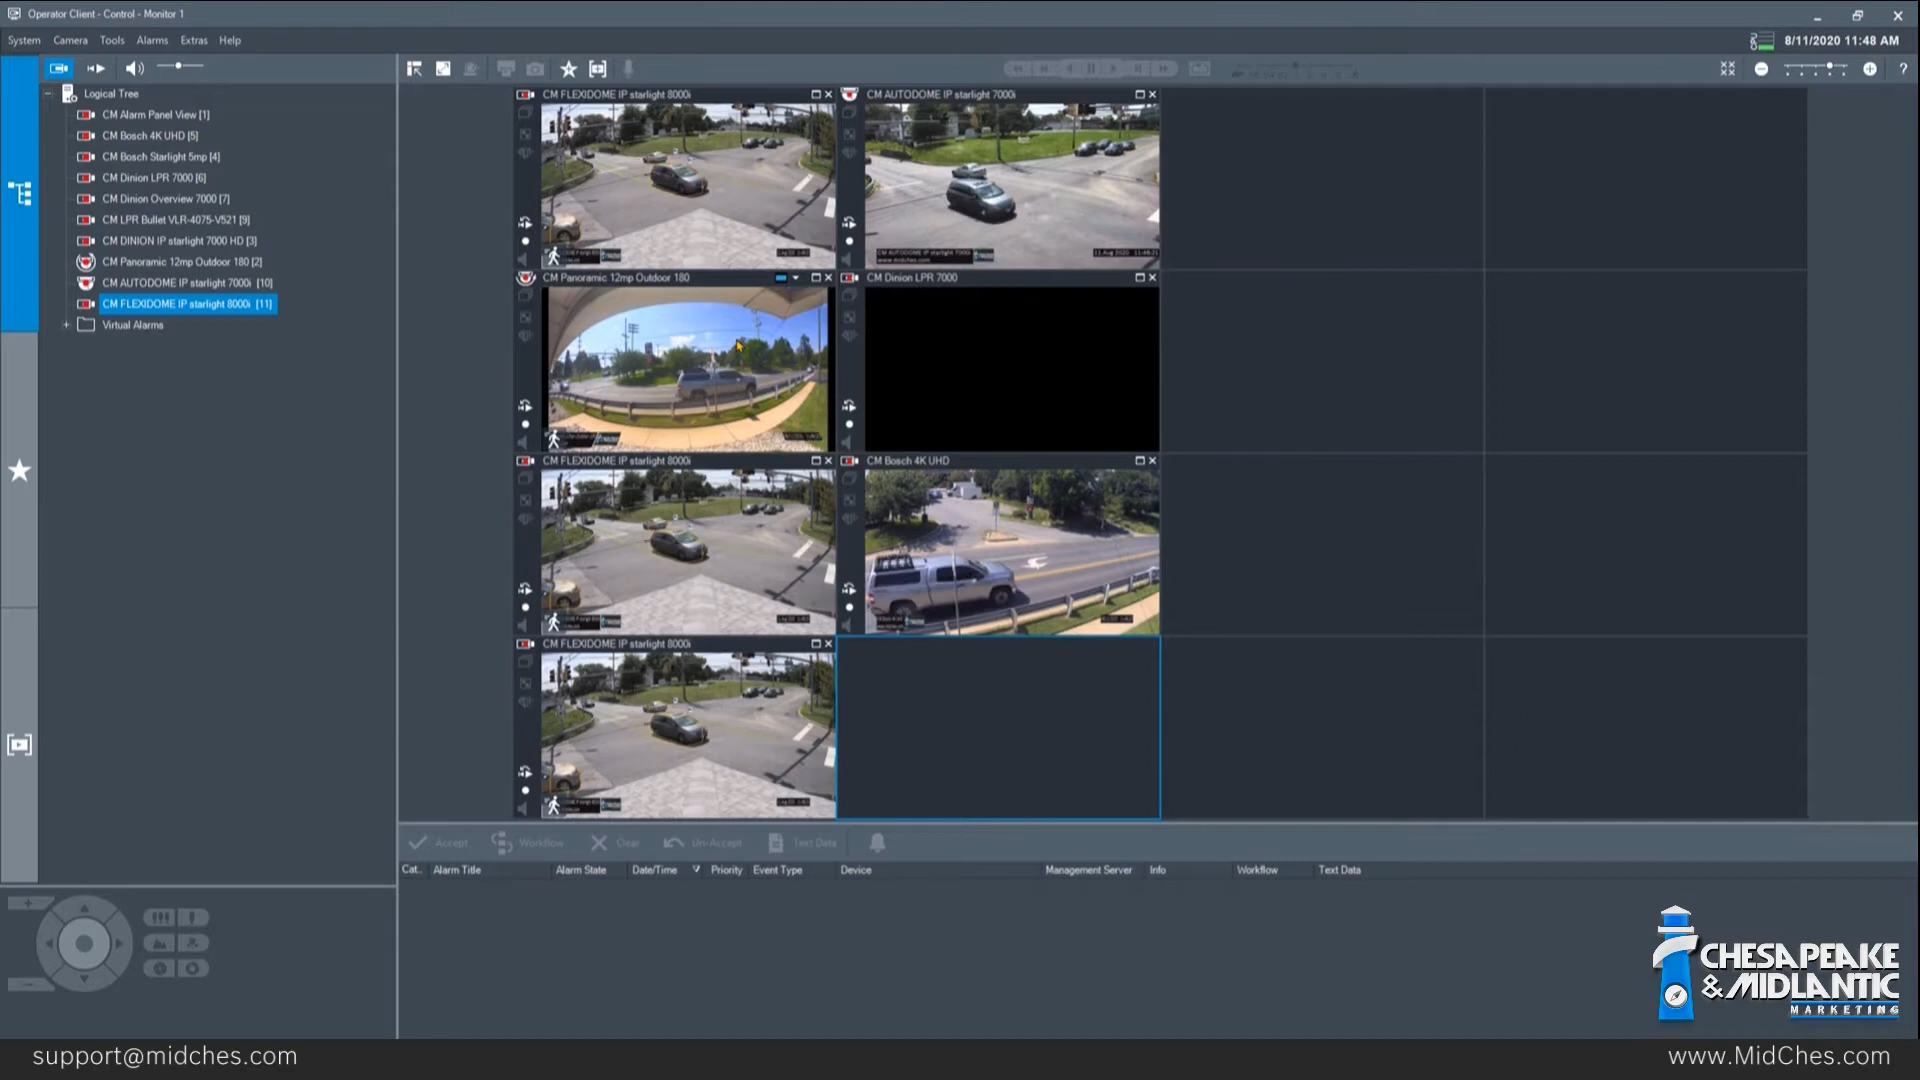 Operator Client - Control - Monitor 1
System Camera Tools Alarms Extras Help
8/11/2020 11:48 AM
Logical Tree
CM Alarm Panel View [1]
CM Bosch 4K UHD [5]
CM Bosch Starlight 5mp [4]
CM Dinion LPR 7000 [6]
CM Dinion Overview 7000 [7]
CM LPR Bullet VLR-4075-V521 [9]
CM DINION IP starlight 7000 HD [3]
CM Panoramic 12mp Outdoor 180 [2]
CM AUTODOME IP starlight 7000i [10]
CM FLEXIDOME IP starlight 8000i [11]
Virtual Alarms
CM FLEXIDOME IP starlight 8000i
CM AUTODOME IP starlight 7000i
CM AUTODOME IP starlight 7000i
CM Panoramic 12mp Outdoor 180
CM Dinion LPR 7000
CM FLEXIDOME IP starlight 8000i
CM Bosch 4K UHD
CM FLEXIDOME IP starlight 8000i
Accept Workflow Clear Un-Accept Text Data
Cat.. Alarm Title Alarm State Date/Time Priority Event Type Device Management Server Info Workflow Text Data
CHESAPEAKE
& MIDLANTIC
MARKETING
support@midches.com
www.MidChes.com